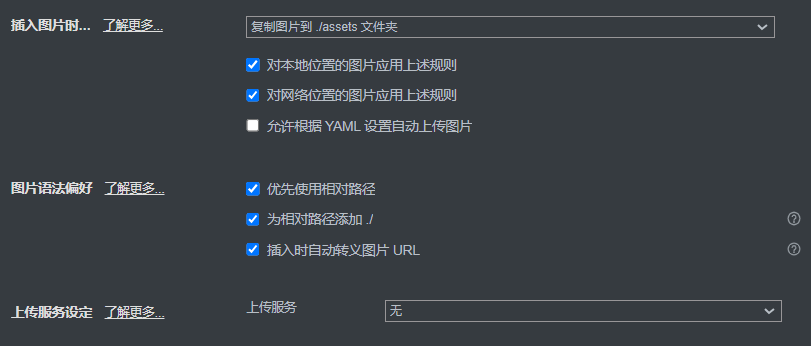 插入图片时... 了解更多... 复制图片到 ./assets 文件夹
对本地位置的图片应用上述规则
对网络位置的图片应用上述规则
允许根据 YAML 设置自动上传图片
图片语法偏好 了解更多... 优先使用相对路径
为相对路径添加 ./
插入时自动转义图片 URL
上传服务设定 了解更多... 上传服务 无